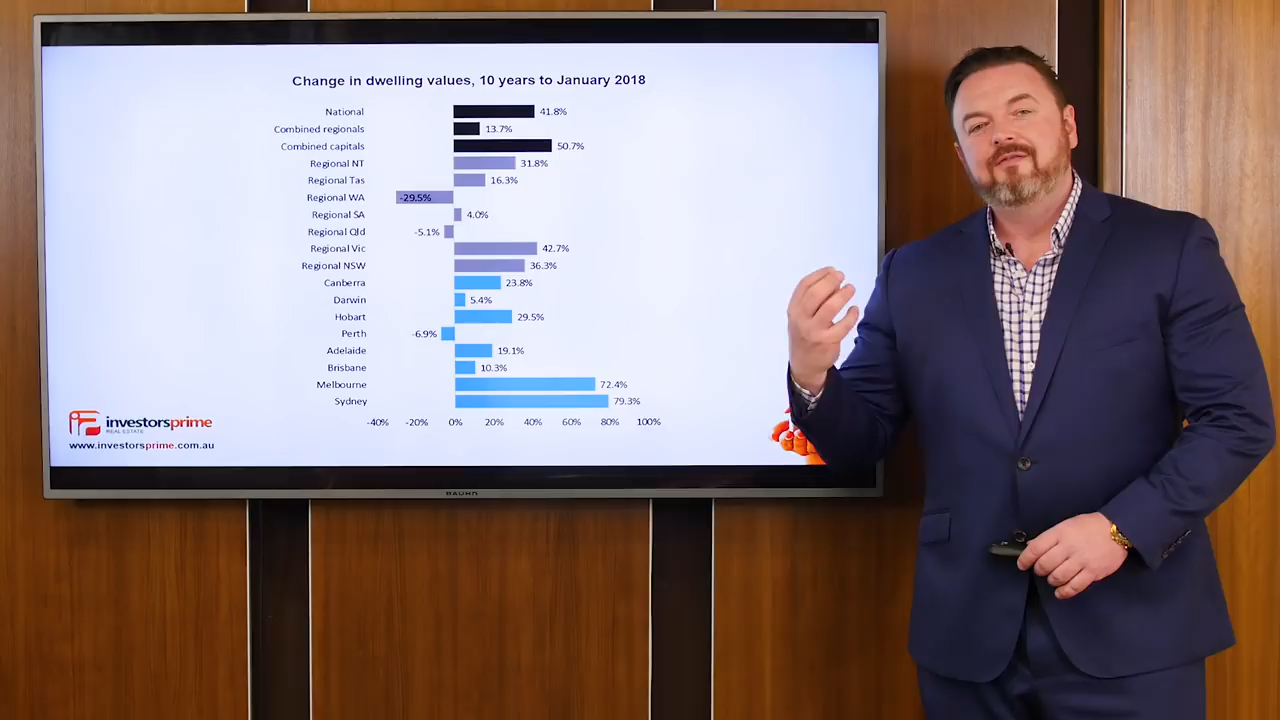 Change in dwelling values, 10 years to January 2018
National 41.8%
Combined regionals 13.7%
Combined capitals 50.7%
Regional NT 31.8%
Regional Tas 16.3%
Regional WA -29.5%
Regional SA 4.0%
Regional Qld -5.1%
Regional Vic 42.7%
Regional NSW 36.3%
Canberra 23.8%
Darwin 5.4%
Hobart 29.5%
Perth -6.9%
Adelaide 19.1%
Brisbane 10.3%
Melbourne 72.4%
Sydney 79.3%
-40% -20% 0% 20% 40% 60% 80% 100%
investorsprime
REAL ESTATE
www.investorsprime.com.au
BAUHN